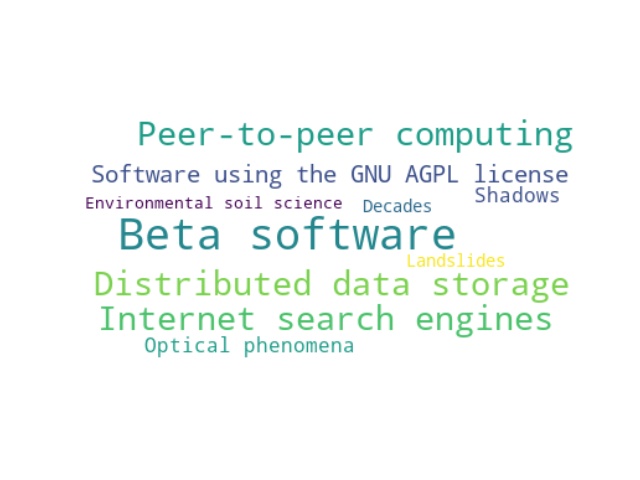 Peer-to-peer computing
Software using the GNU AGPL license
Shadows
Environmental soil science
Decades
Beta software
Landslides
Distributed data storage
Internet search engines
Optical phenomena